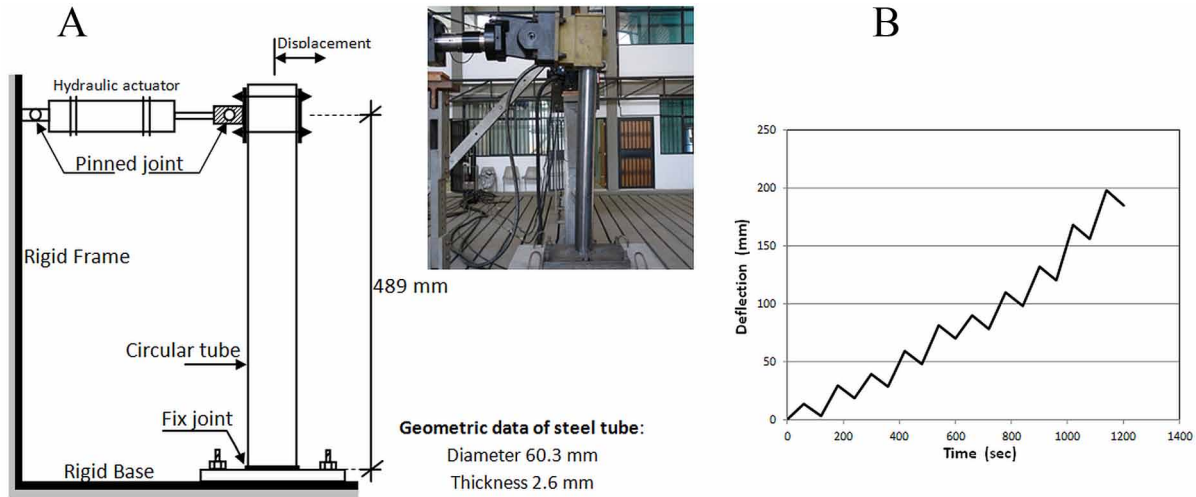 A
Displacement
Hydraulic actuator
Pinned joint
Rigid Frame
489 mm
Circular tube
Fix joint
Rigid Base
Geometric data of steel tube:
Diameter 60.3 mm
Thickness 2.6 mm
B
250
200
150
100
50
0
Deflection (mm)
0 200 400 600 800 1000 1200 1400
Time (sec)